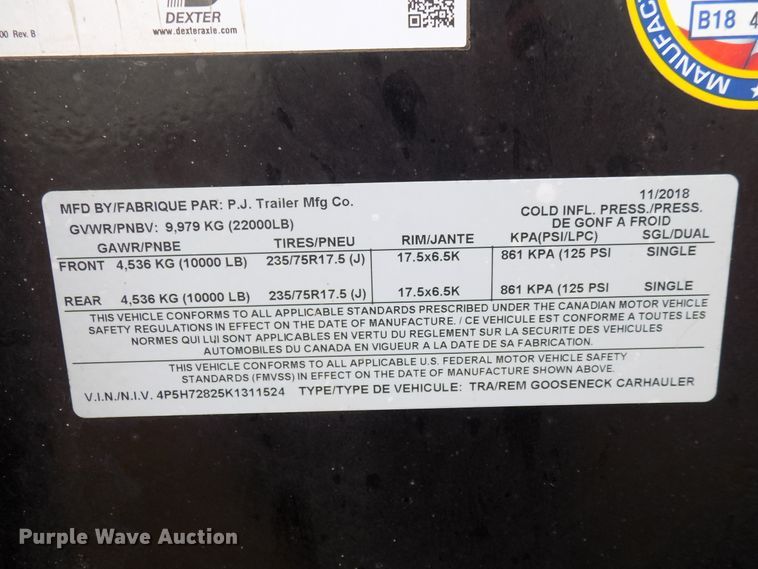 00 Rev. B
DEXTER
www.dexteraxle.com
B18 4
MANUFAC
MFD BY/FABRIQUE PAR: P.J. Trailer Mfg Co.
11/2018
GVWR/PNBV: 9,979 KG (22000LB)
COLD INFL. PRESS./PRESS.
DE GONF A FROID
GAWR/PNBE TIRES/PNEU RIM/JANTE KPA(PSI/LPC) SGL/DUAL
FRONT 4,536 KG (10000 LB) 235/75R17.5 (J) 17.5x6.5K 861 KPA (125 PSI SINGLE
REAR 4,536 KG (10000 LB) 235/75R17.5 (J) 17.5x6.5K 861 KPA (125 PSI SINGLE
THIS VEHICLE CONFORMS TO ALL APPLICABLE STANDARDS PRESCRIBED UNDER THE CANADIAN MOTOR VEHICLE
SAFETY REGULATIONS IN EFFECT ON THE DATE OF MANUFACTURE. / CE VEHICULE EST CONFORME A TOUTES LES
NORMES QUI LUI SONT APPLICABLES EN VERTU DU REGLEMENT SUR LA SECURITE DES VEHICULES
AUTOMOBILES DU CANADA EN VIGUEUR A LA DATE DE SA FABRICATION.
THIS VEHICLE CONFORMS TO ALL APPLICABLE U.S. FEDERAL MOTOR VEHICLE SAFETY
STANDARDS (FMVSS) IN EFFECT ON THE DATE OF MANUFACTURE SHOWN ABOVE.
V.I.N./N.I.V. 4P5H72825K1311524 TYPE/TYPE DE VEHICULE: TRA/REM GOOSENECK CARHAULER
Purple Wave Auction